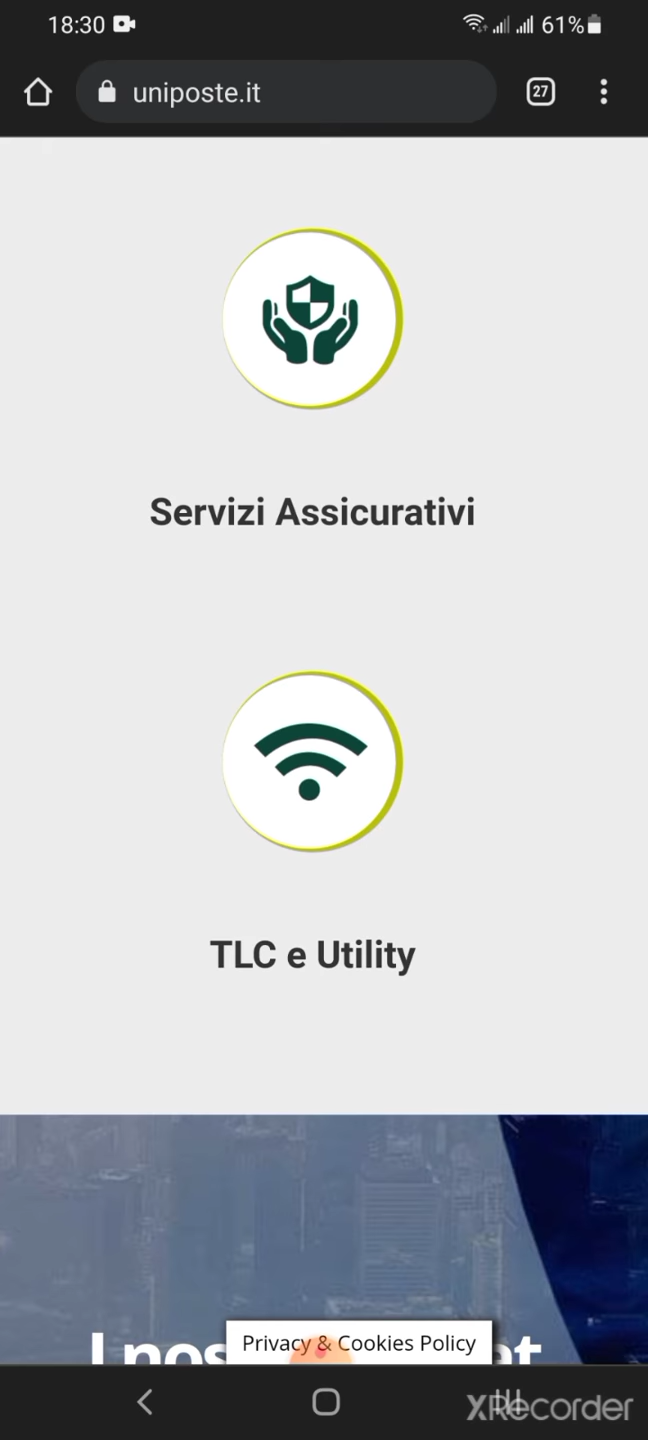 18:30 61%
uniposte.it 27
Servizi Assicurativi
TLC e Utility
Privacy & Cookies Policy
XRecorder